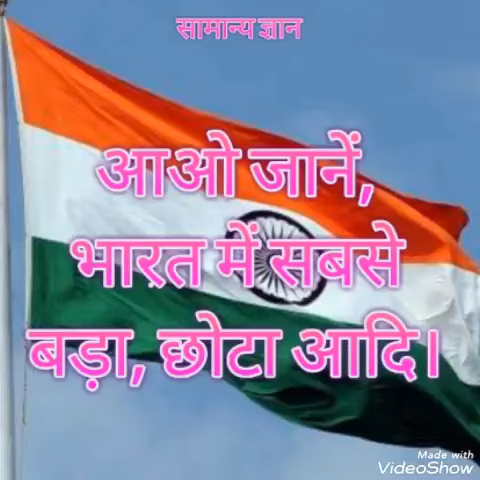 सामान्य ज्ञान
आओ जानें,
भारत में सबसे
बड़ा, छोटा आदि।
Made with
VideoShow